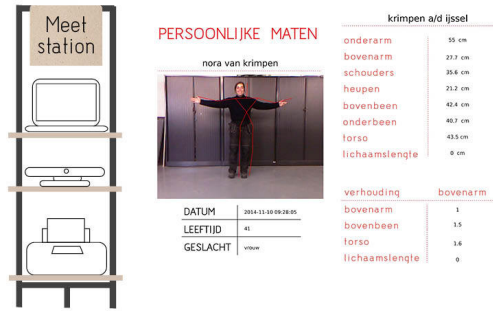 Meet
station
PERSOONLIJKE MATEN
nora van krimpen
DATUM 2014-11-10 09:28:05
LEEFTIJD 41
GESLACHT vrouw
krimpen a/d ijssel
onderarm 55 cm
bovenarm 27.7 cm
schouders 35.6 cm
heupen 21.2 cm
bovenbeen 42.4 cm
onderbeen 40.7 cm
torso 43.5 cm
lichaamslengte 0 cm
verhouding bovenarm
bovenarm 1
bovenbeen 1.5
torso 1.6
lichaamslengte 0